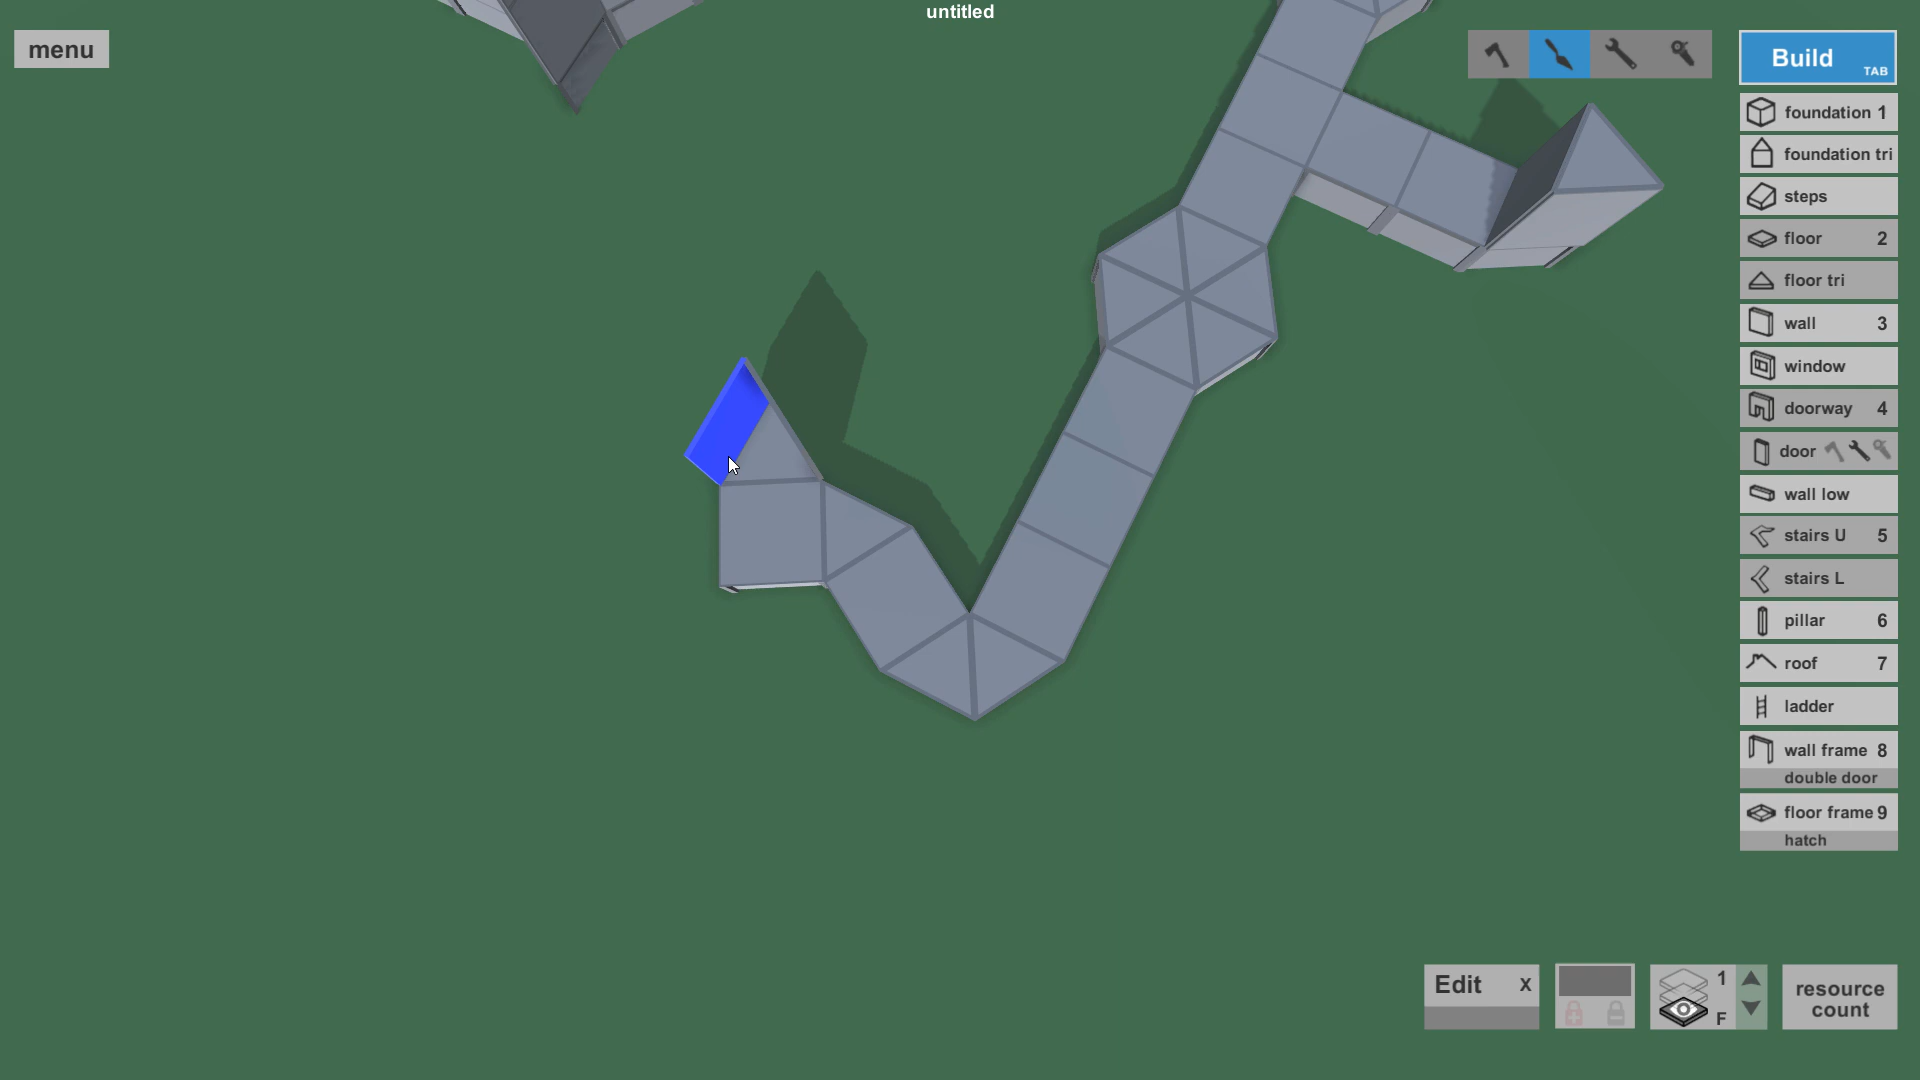 untitled
menu
Build
TAB
foundation 1
foundation tri
steps
floor 2
floor tri
wall 3
window
doorway 4
door
wall low
stairs U 5
stairs L
pillar 6
roof 7
ladder
wall frame 8
double door
floor frame 9
hatch
Edit X
1
F
resource
count